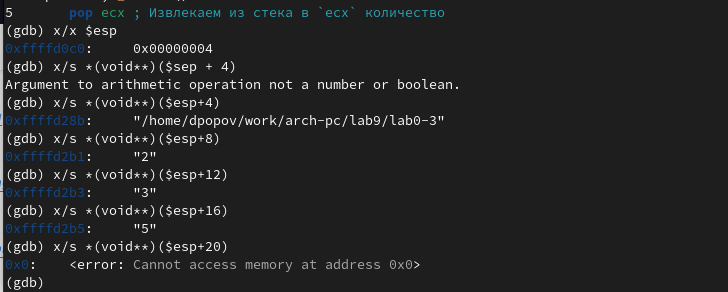 5       pop ecx ; Извлекаем из стека в `ecx` количество
(gdb) x/x $esp
0xffffd0c0:     0x00000004
(gdb) x/s *(void**)($sep + 4)
Argument to arithmetic operation not a number or boolean.
(gdb) x/s *(void**)($esp+4)
0xffffd28b:     "/home/dpopov/work/arch-pc/lab9/lab0-3"
(gdb) x/s *(void**)($esp+8)
0xffffd2b1:     "2"
(gdb) x/s *(void**)($esp+12)
0xffffd2b3:     "3"
(gdb) x/s *(void**)($esp+16)
0xffffd2b5:     "5"
(gdb) x/s *(void**)($esp+20)
0x0:    <error: Cannot access memory at address 0x0>
(gdb)